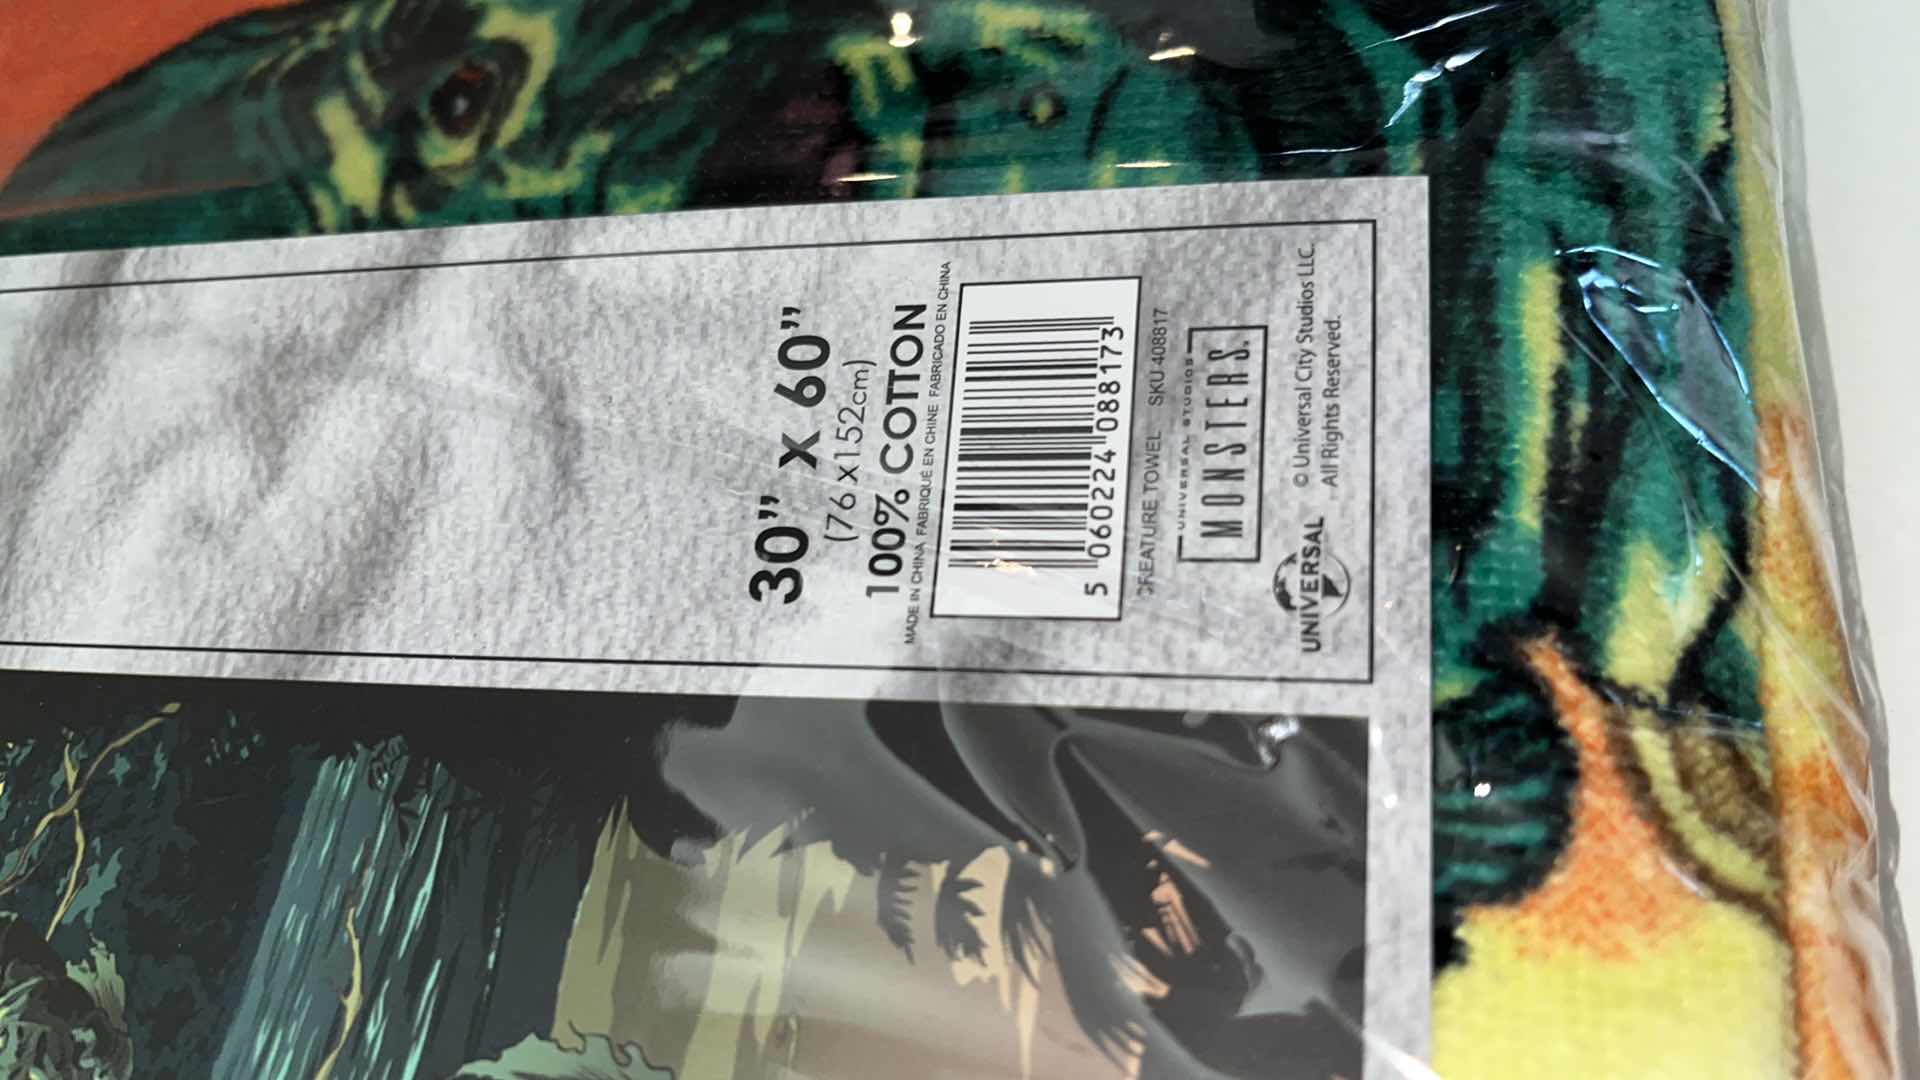 30” X 60”
(76 x152cm)
100% COTTON
MADE IN CHINA FABRIQUÉ EN CHINE FABRICADO EN CHINA
5 060224 088173
CREATURE TOWEL SKU 408817
UNIVERSAL STUDIOS
MONSTERS.
UNIVERSAL
© Universal City Studios LLC.
All Rights Reserved.